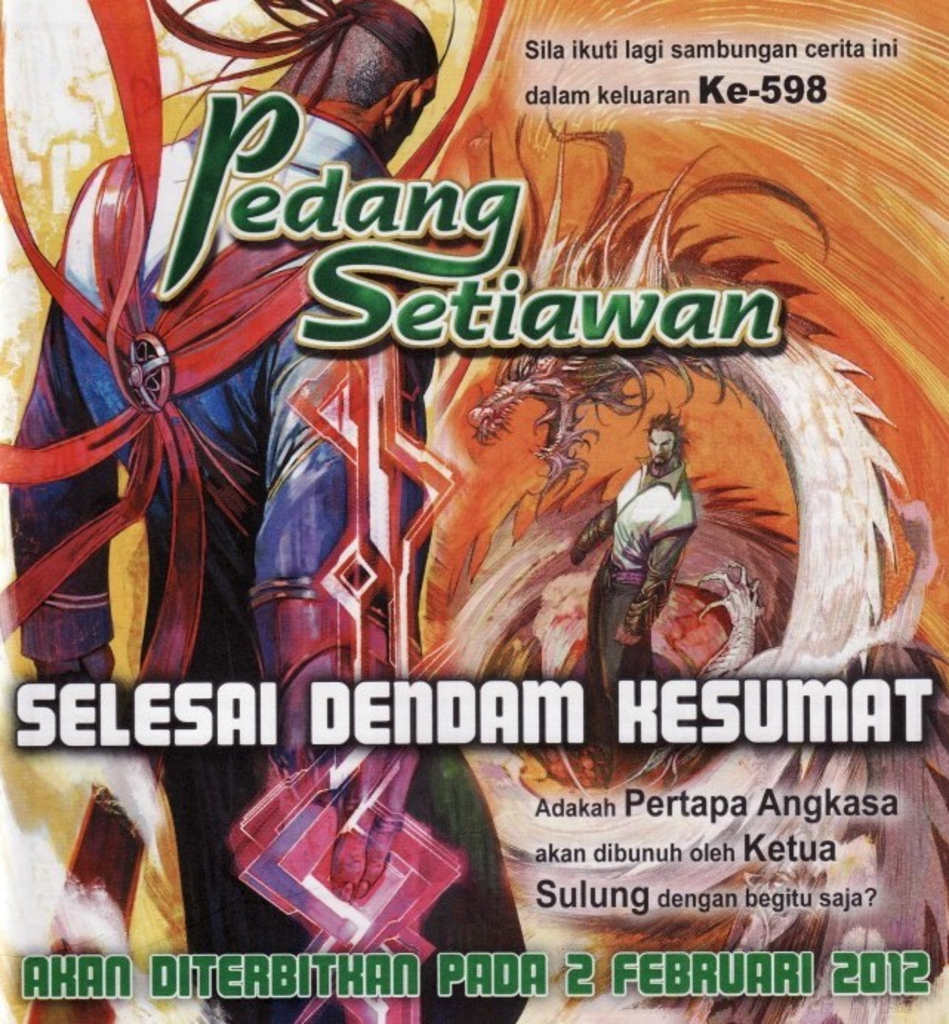 Sila ikuti lagi sambungan cerita ini
dalam keluaran Ke-598
Pedang
Setiawan
SELESAI DENDAM KESUMAT
Adakah Pertapa Angkasa
akan dibunuh oleh Ketua
Sulung dengan begitu saja?
AKAN DITERBITKAN PADA 2 FEBRUARI 2012